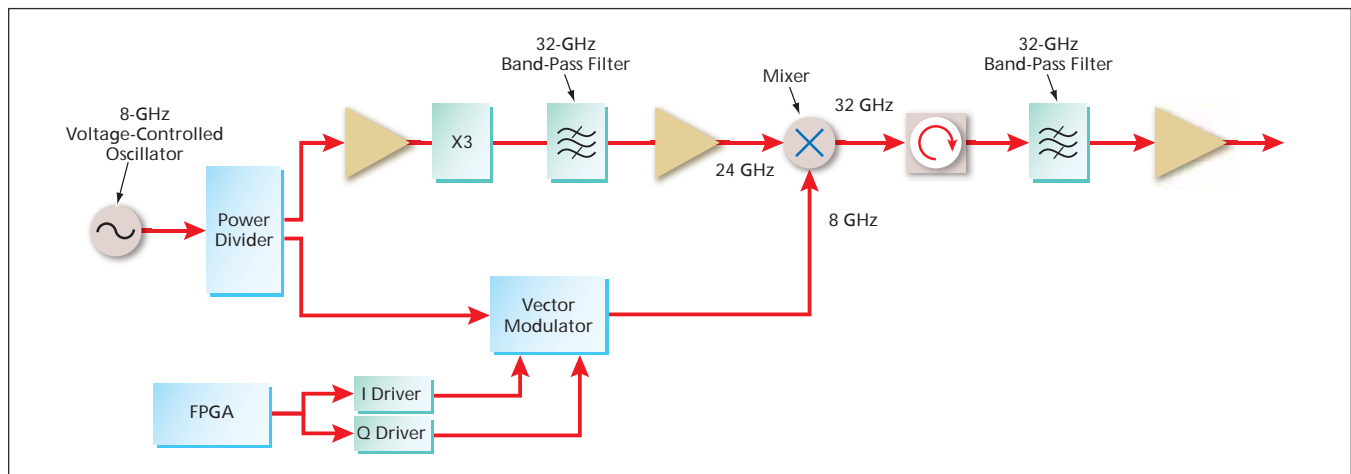 8-GHz
Voltage-Controlled
Oscillator
Power
Divider
X3
32-GHz
Band-Pass Filter
24 GHz
Mixer
32 GHz
8 GHz
32-GHz
Band-Pass Filter
Vector
Modulator
FPGA
I Driver
Q Driver